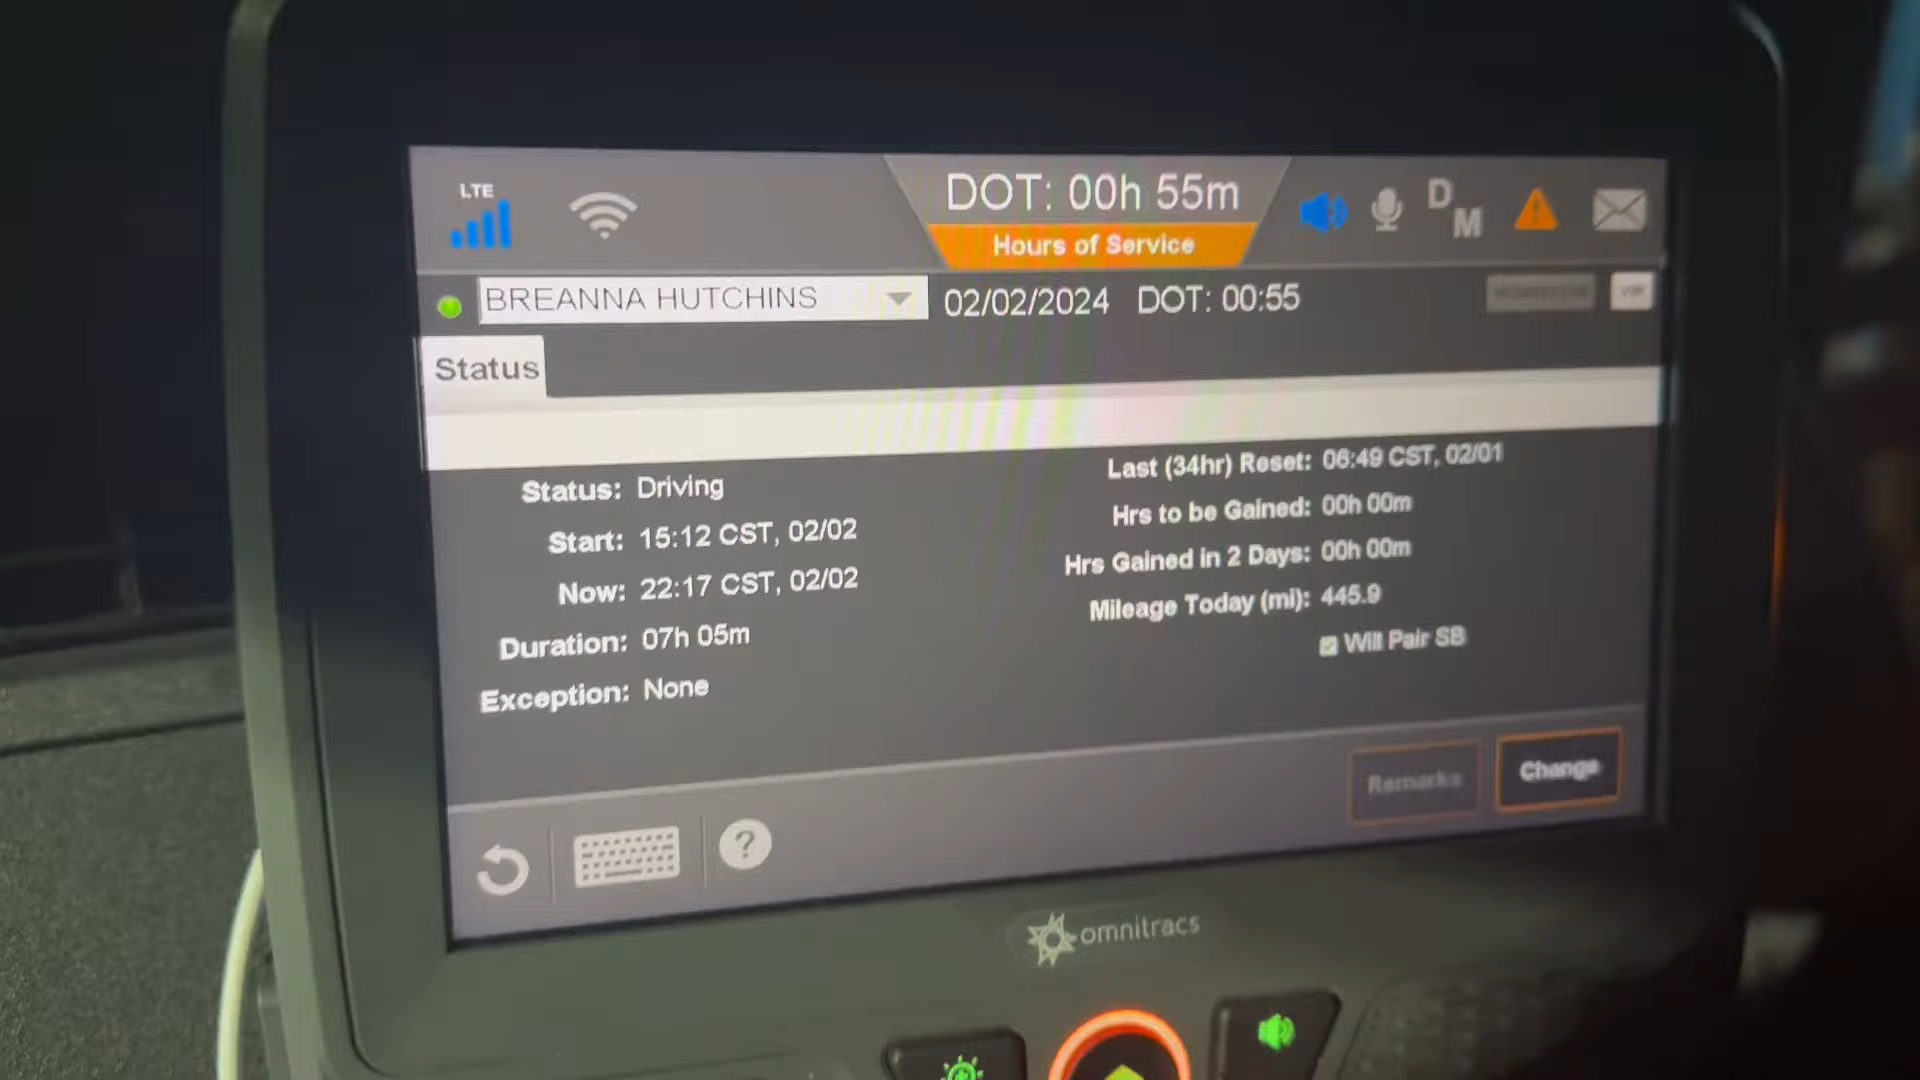 LTE
DOT: 00h 55m
D
M
Hours of Service
BREANNA HUTCHINS
02/02/2024 DOT: 00:55
Status
Status: Driving
Start: 15:12 CST, 02/02
Now: 22:17 CST, 02/02
Duration: 07h 05m
Exception: None
Last (34hr) Reset: 06:49 CST, 02/01
Hrs to be Gained: 00h 00m
Hrs Gained in 2 Days: 00h 00m
Mileage Today (mi): 445.9
Will Pair SB
Remarks
Change
?
omnitracs